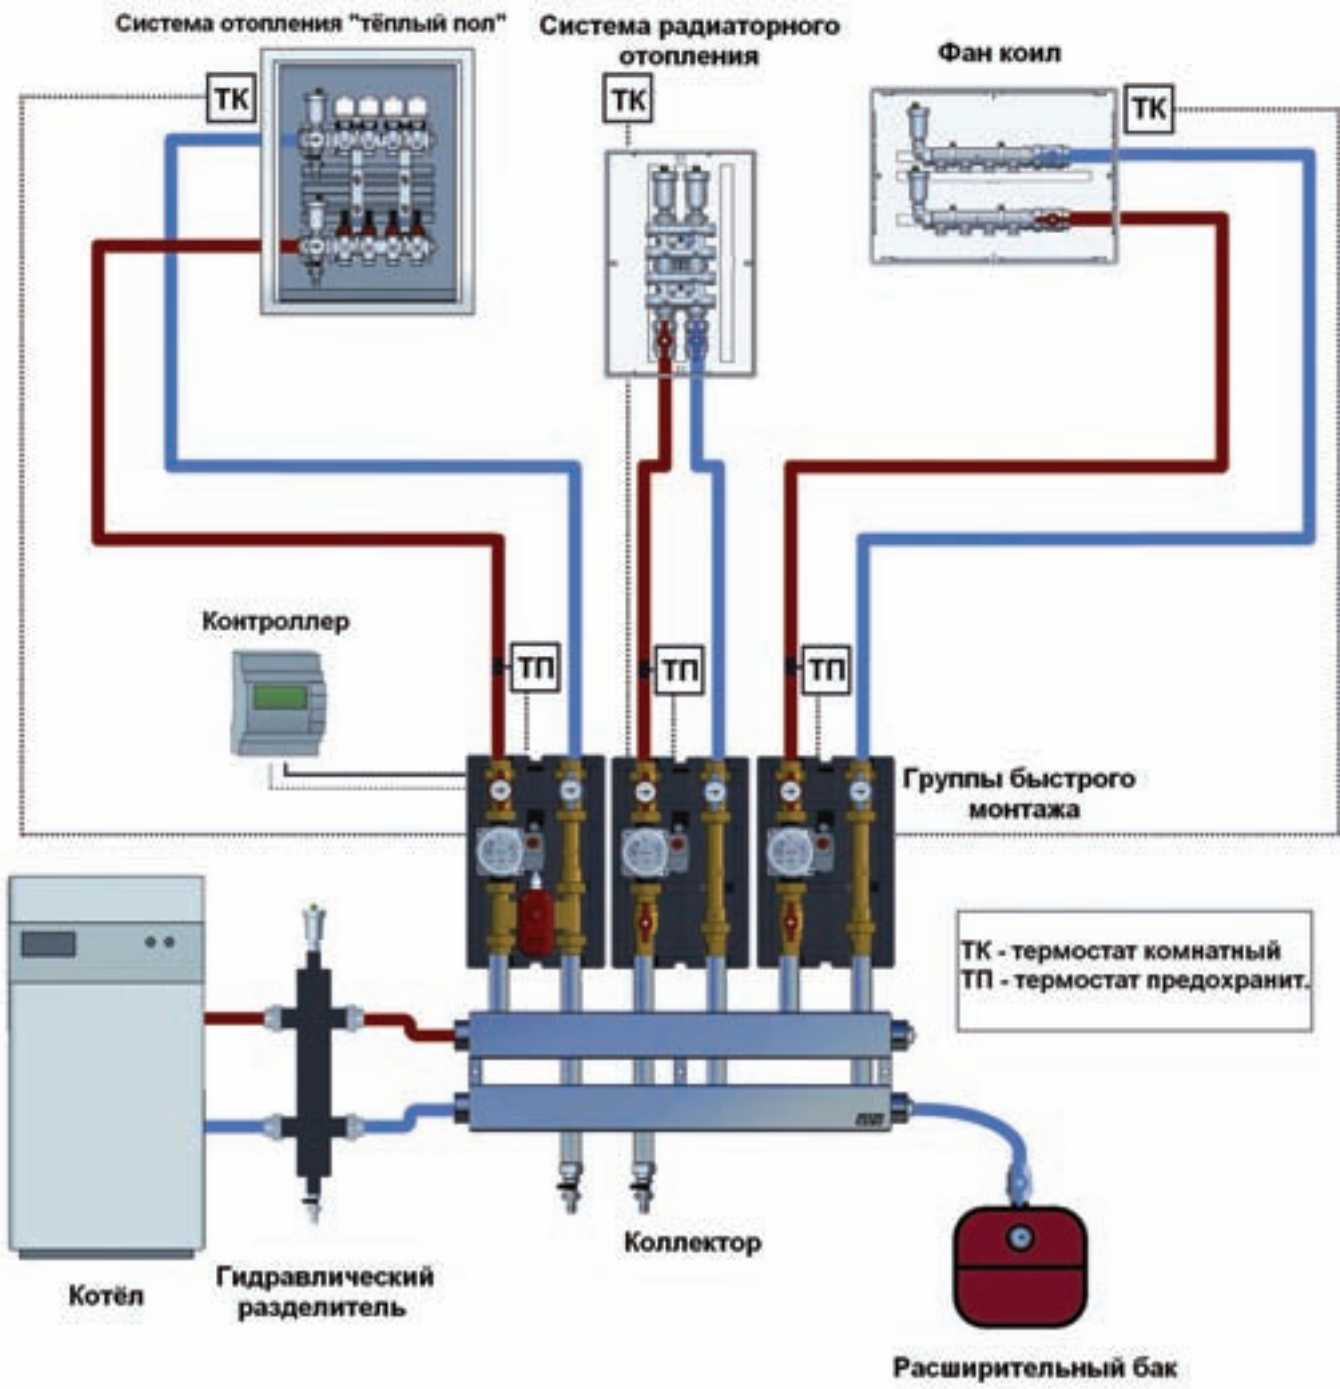 Система отопления "тёплый пол"
Система радиаторного
отопления
Фан коил
ТК
ТК
ТК
Контроллер
ТП
ТП
ТП
Группы быстрого
монтажа
ТК - термостат комнатный
ТП - термостат предохранит.
Коллектор
Котёл
Гидравлический
разделитель
Расширительный бак